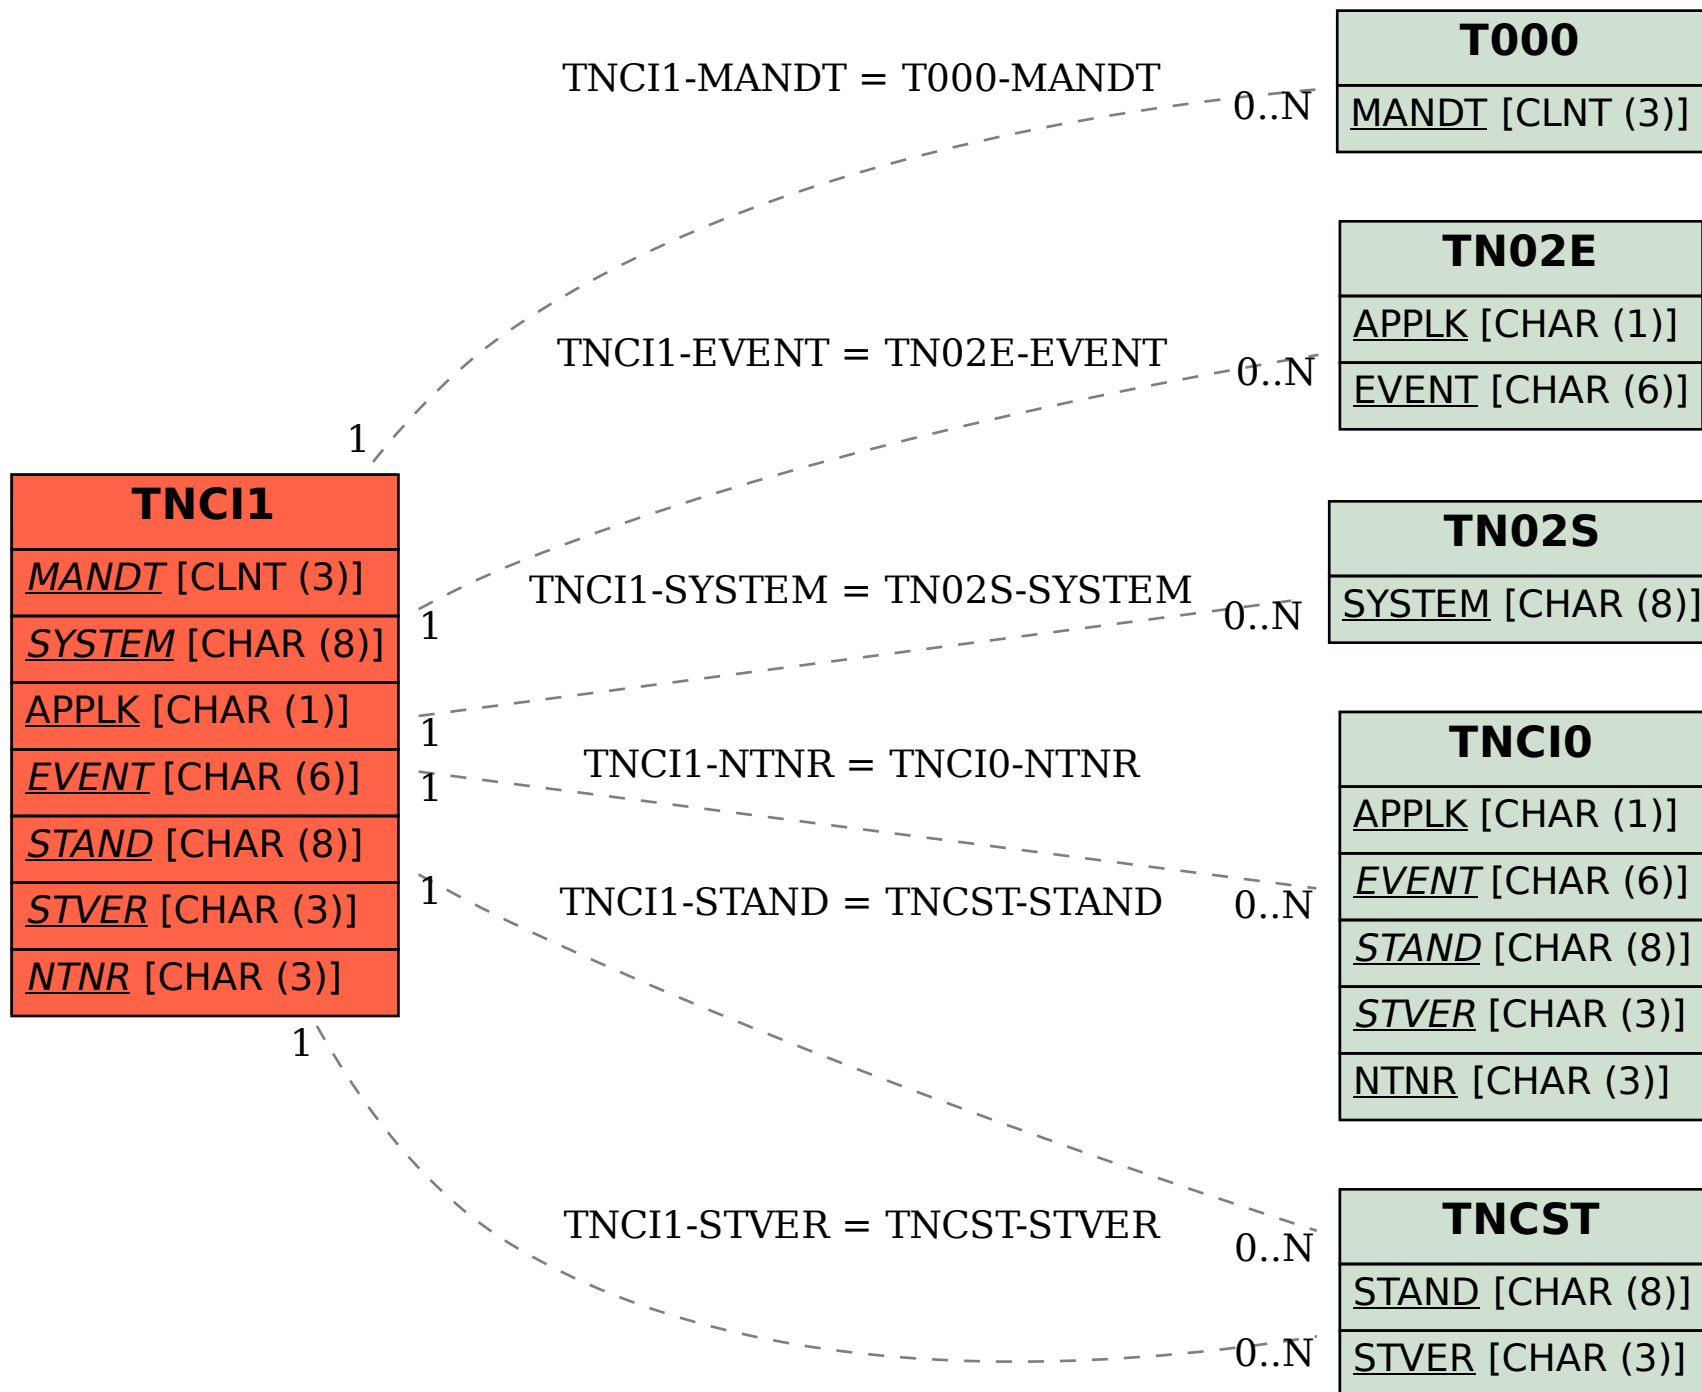 TNCI1-MANDT = T000-MANDT
1
0..N
TNCI1-EVENT = TN02E-EVENT
1
0..N
TNCI1-SYSTEM = TN02S-SYSTEM
1
0..N
TNCI1-NTNR = TNCI0-NTNR
1
0..N
TNCI1-STAND = TNCST-STAND
1
0..N
TNCI1-STVER = TNCST-STVER
1
0..N
TNCI1
MANDT [CLNT (3)]
SYSTEM [CHAR (8)]
APPLK [CHAR (1)]
EVENT [CHAR (6)]
STAND [CHAR (8)]
STVER [CHAR (3)]
NTNR [CHAR (3)]
T000
MANDT [CLNT (3)]
TN02E
APPLK [CHAR (1)]
EVENT [CHAR (6)]
TN02S
SYSTEM [CHAR (8)]
TNCI0
APPLK [CHAR (1)]
EVENT [CHAR (6)]
STAND [CHAR (8)]
STVER [CHAR (3)]
NTNR [CHAR (3)]
TNCST
STAND [CHAR (8)]
STVER [CHAR (3)]